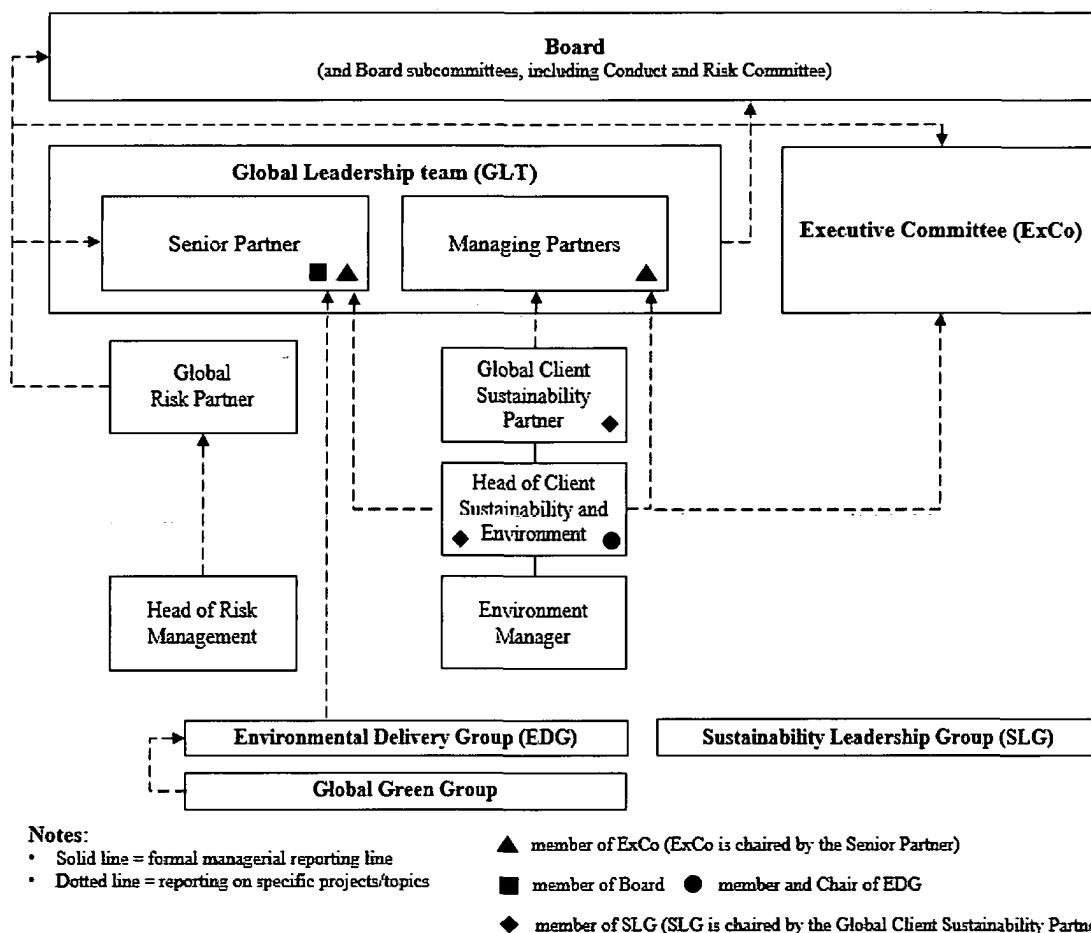 Board
(and Board subcommittees, including Conduct and Risk Committee)
Global Leadership team (GLT)
Senior Partner
Managing Partners
Executive Committee (ExCo)
Global
Risk Partner
Global Client
Sustainability
Partner
Head of Client
Sustainability and
Environment
Head of Risk
Management
Environment
Manager
Environmental Delivery Group (EDG)
Sustainability Leadership Group (SLG)
Global Green Group
Notes:
• Solid line = formal managerial reporting line
• Dotted line = reporting on specific projects/topics
▲ member of ExCo (ExCo is chaired by the Senior Partner)
■ member of Board ● member and Chair of EDG
◆ member of SLG (SLG is chaired by the Global Client Sustainability Partne